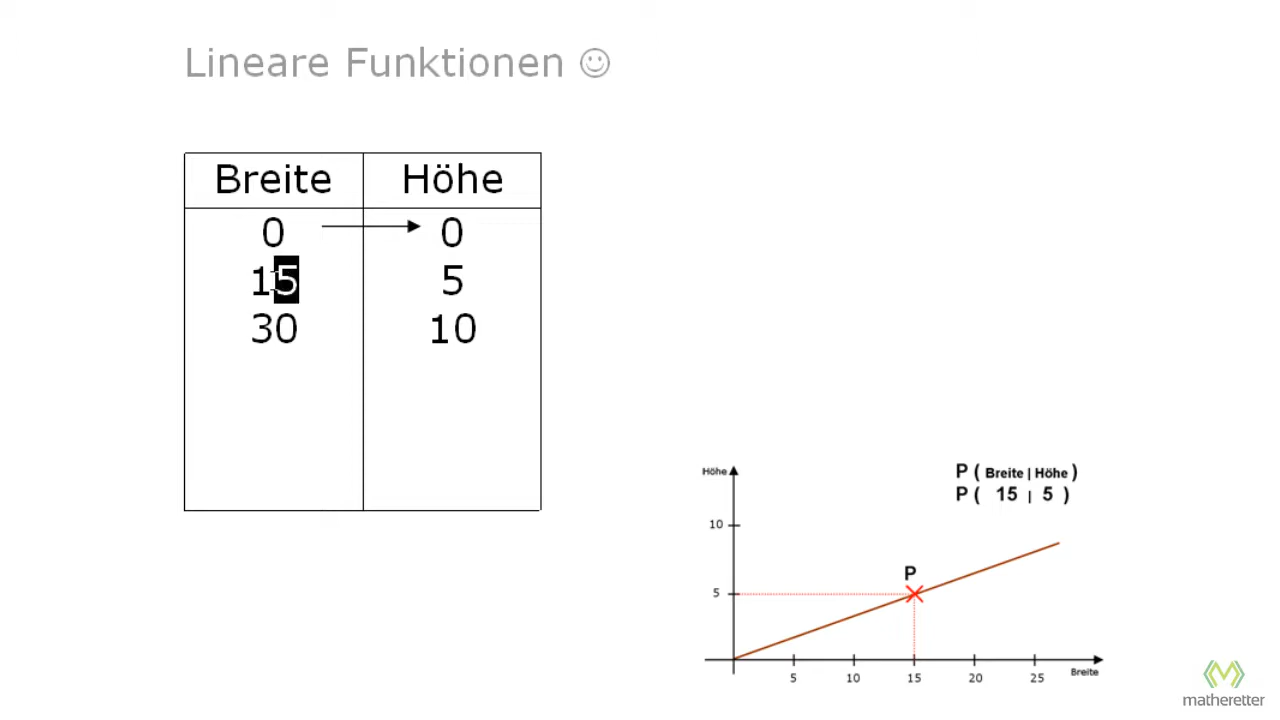 Lineare Funktionen ☺
Breite Höhe
0 0
15 5
30 10
Höhe
P ( Breite | Höhe )
P ( 15 | 5 )
10
P
5
5 10 15 20 25 Breite
matheretter